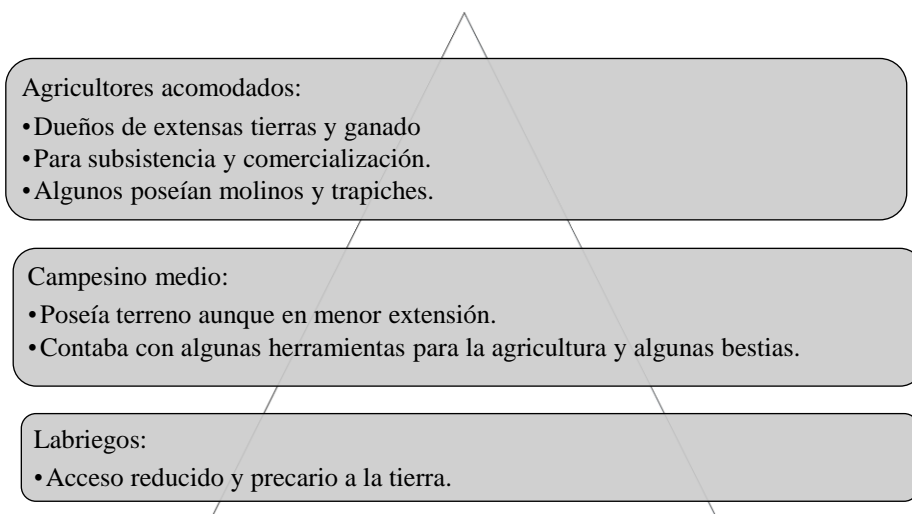 Agricultores acomodados:
•Dueños de extensas tierras y ganado
•Para subsistencia y comercialización.
•Algunos poseían molinos y trapiches.
Campesino medio:
•Poseía terreno aunque en menor extensión.
•Contaba con algunas herramientas para la agricultura y algunas bestias.
Labriegos:
•Acceso reducido y precario a la tierra.